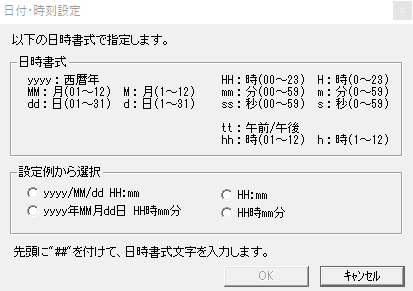 日付・時刻設定
以下の日時書式で指定します。
日時書式
yyyy：西暦年 HH：時(00～23) H：時(0～23)
MM：月(01～12) M：月(1～12) mm：分(00～59) m：分(0～59)
dd：日(01～31) d：日(1～31) ss：秒(00～59) s：秒(0～59)
tt：午前/午後
hh：時(01～12) h：時(1～12)
設定例から選択
yyyy/MM/dd HH:mm HH:mm
yyyy年MM月dd日 HH時mm分 HH時mm分
先頭に"##"を付けて、日時書式文字を入力します。
OK キャンセル